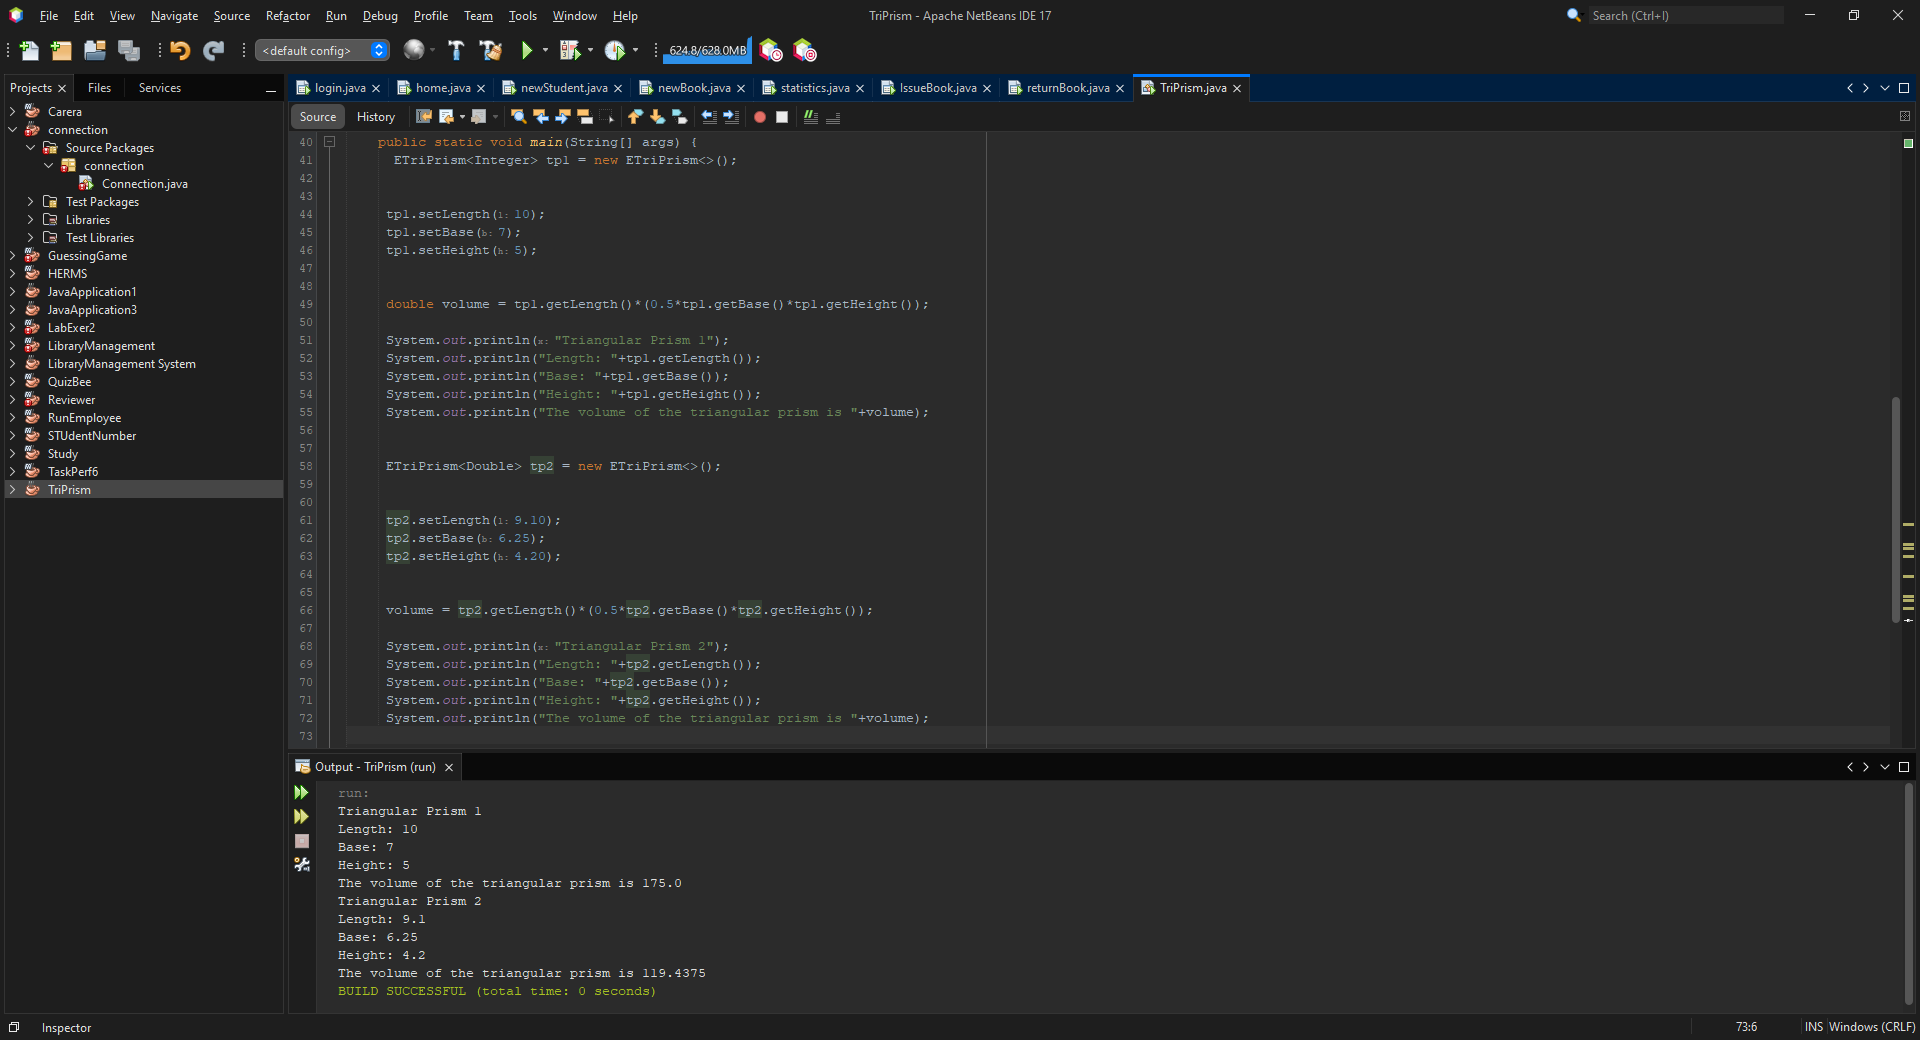 File Edit View Navigate Source Refactor Run Debug Profile Team Tools Window Help
TriPrism - Apache NetBeans IDE 17
Search (Ctrl+I)
<default config>
624.8/628.0MB
Projects Files Services
Carera
connection
Source Packages
connection
Connection.java
Test Packages
Libraries
Test Libraries
GuessingGame
HERMS
JavaApplication1
JavaApplication3
LabExer2
LibraryManagement
LibraryManagement System
QuizBee
Reviewer
RunEmployee
STUdentNumber
Study
TaskPerf6
TriPrism
login.java home.java newStudent.java newBook.java statistics.java IssueBook.java returnBook.java TriPrism.java
Source History
40 public static void main(String[] args) {
41 ETriPrism<Integer> tp1 = new ETriPrism<>();
42
43
44 tp1.setLength(l: 10);
45 tp1.setBase(b: 7);
46 tp1.setHeight(h: 5);
47
48
49 double volume = tp1.getLength()*(0.5*tp1.getBase()*tp1.getHeight());
50
51 System.out.println(x: "Triangular Prism 1");
52 System.out.println("Length: "+tp1.getLength());
53 System.out.println("Base: "+tp1.getBase());
54 System.out.println("Height: "+tp1.getHeight());
55 System.out.println("The volume of the triangular prism is "+volume);
56
57
58 ETriPrism<Double> tp2 = new ETriPrism<>();
59
60
61 tp2.setLength(l: 9.10);
62 tp2.setBase(b: 6.25);
63 tp2.setHeight(h: 4.20);
64
65
66 volume = tp2.getLength()*(0.5*tp2.getBase()*tp2.getHeight());
67
68 System.out.println(x: "Triangular Prism 2");
69 System.out.println("Length: "+tp2.getLength());
70 System.out.println("Base: "+tp2.getBase());
71 System.out.println("Height: "+tp2.getHeight());
72 System.out.println("The volume of the triangular prism is "+volume);
73
Output - TriPrism (run)
run:
Triangular Prism 1
Length: 10
Base: 7
Height: 5
The volume of the triangular prism is 175.0
Triangular Prism 2
Length: 9.1
Base: 6.25
Height: 4.2
The volume of the triangular prism is 119.4375
BUILD SUCCESSFUL (total time: 0 seconds)
Inspector
73:6 INS Windows (CRLF)